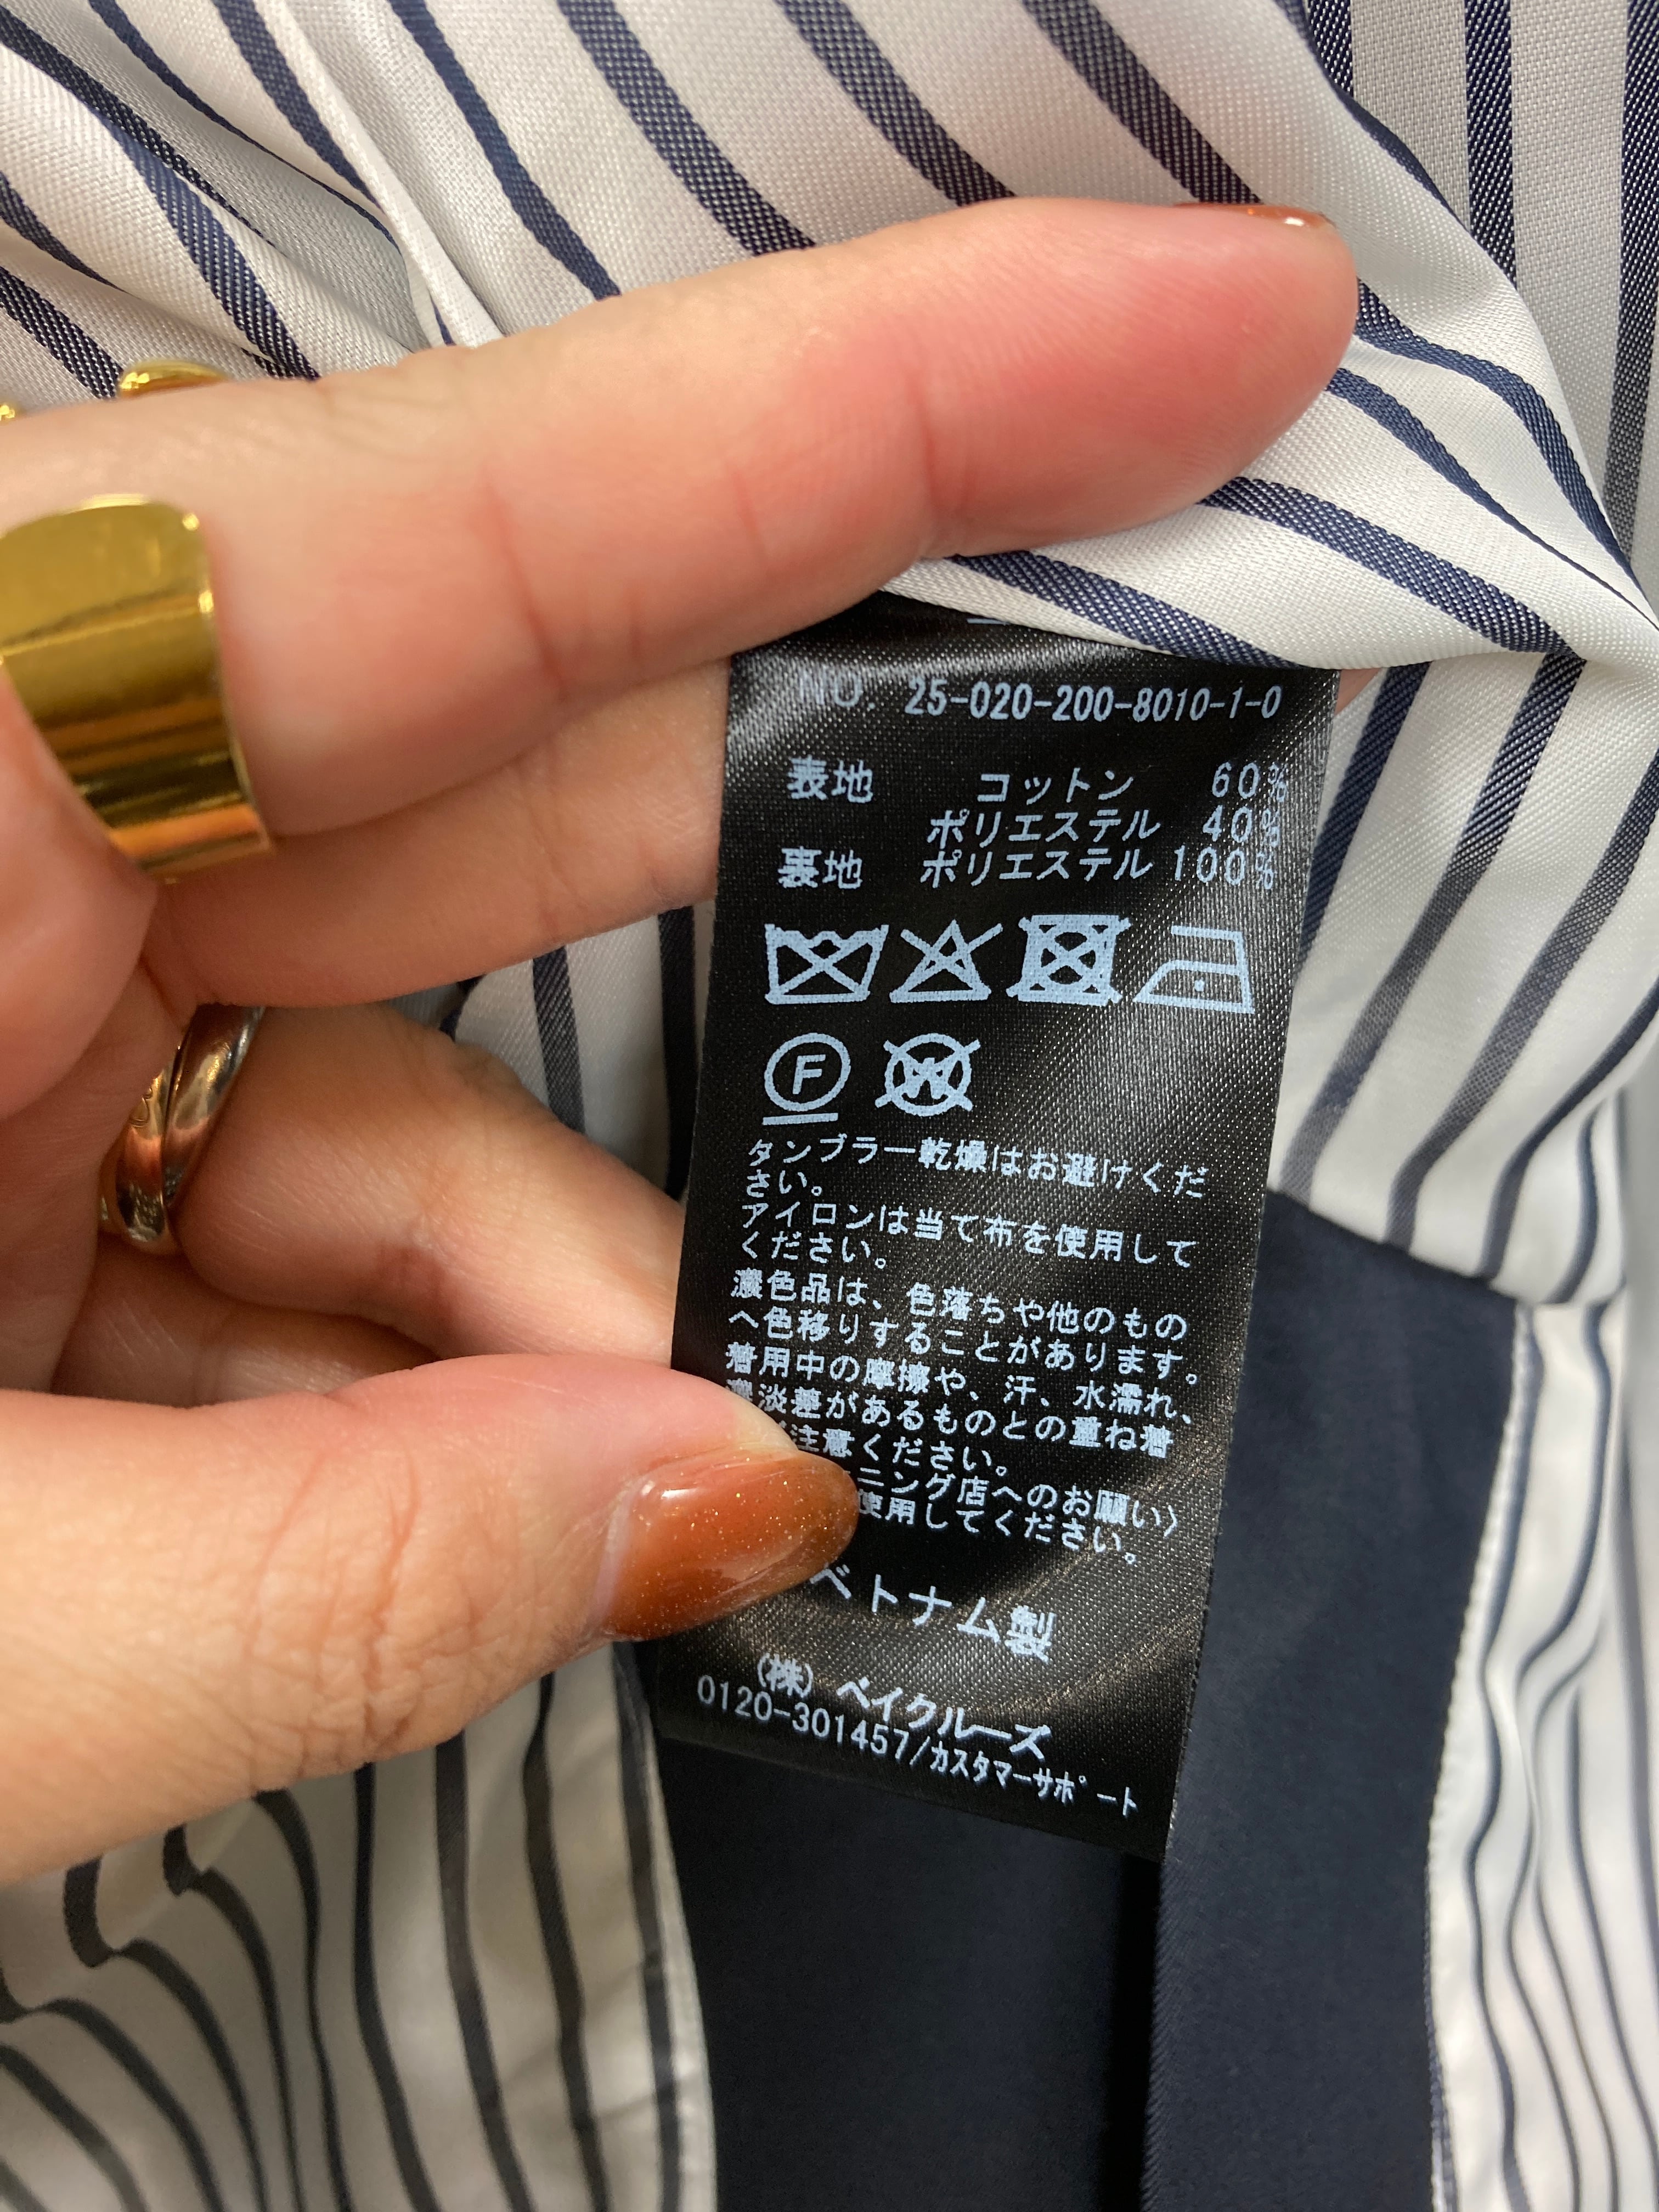 NO. 25-020-200-8010-1-0
表地 コットン 60%
ポリエステル 40%
裏地 ポリエステル 100%
F W
タンブラー乾燥はお避けくだ
さい。
アイロンは当て布を使用して
ください。
濃色品は、色落ちや他のもの
へ色移りすることがあります。
着用中の摩擦や、汗、水濡れ、
濃淡差があるものとの重ね着
注意ください。
ニング店へのお願い〉
使用してください。
ベトナム製
(株) ベイクルーズ
0120-301457/カスタマーサポート